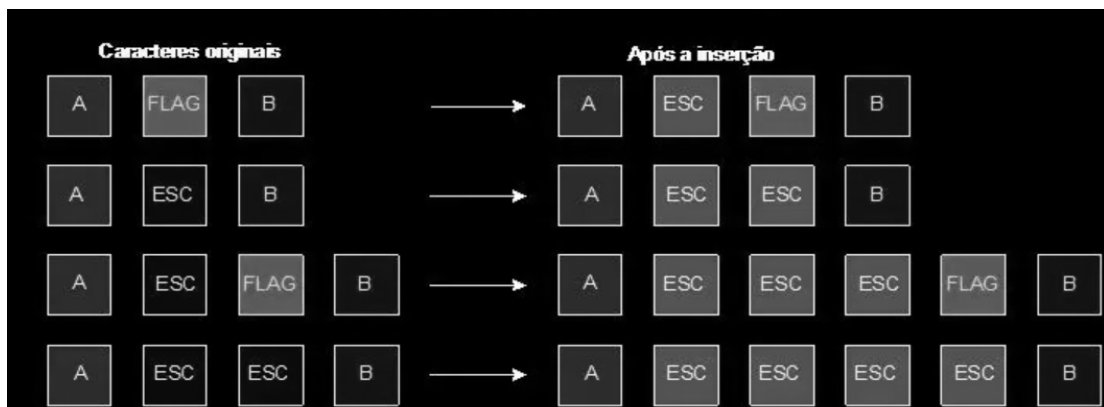 Caracteres originais
Após a inserção
A FLAG B A ESC FLAG B
A ESC B A ESC ESC B
A ESC FLAG B A ESC ESC ESC FLAG B
A ESC ESC B A ESC ESC ESC ESC B